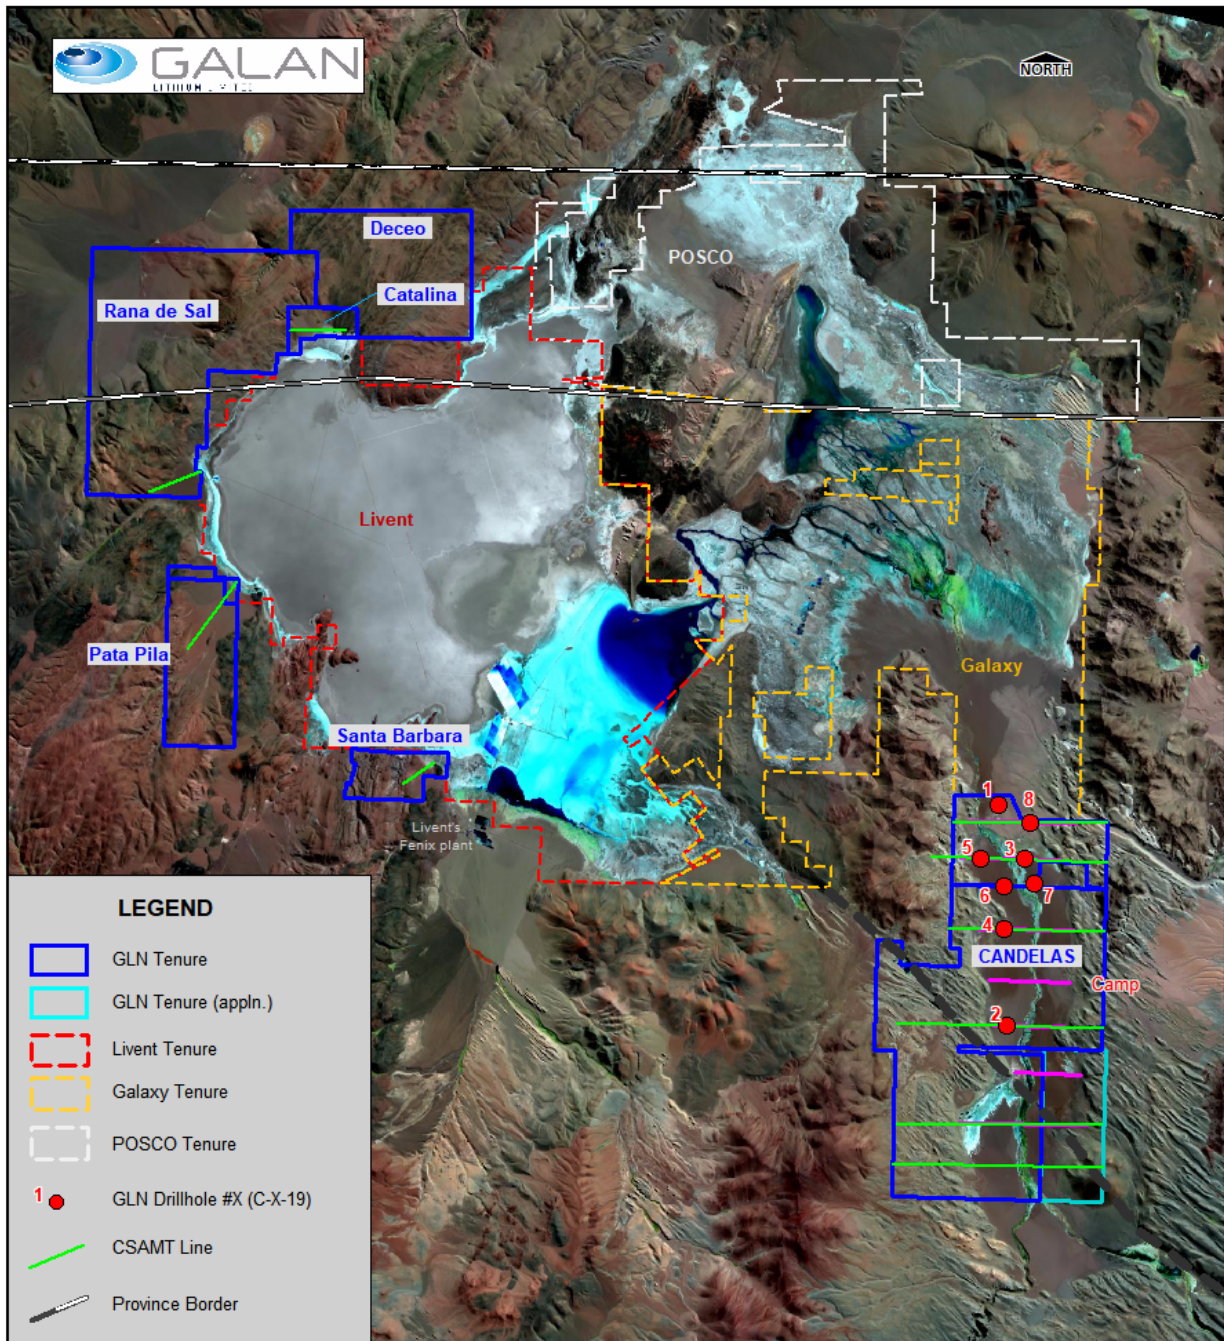 GALAN
LITHIUM LIMITED
NORTH
Deceo
POSCO
Catalina
Rana de Sal
Livent
Pata Pila
Galaxy
Santa Barbara
Livent's
Fenix plant
1
8
5
3
6
7
4
CANDELAS
Camp
2
LEGEND
GLN Tenure
GLN Tenure (appln.)
Livent Tenure
Galaxy Tenure
POSCO Tenure
1
GLN Drillhole #X (C-X-19)
CSAMT Line
Province Border